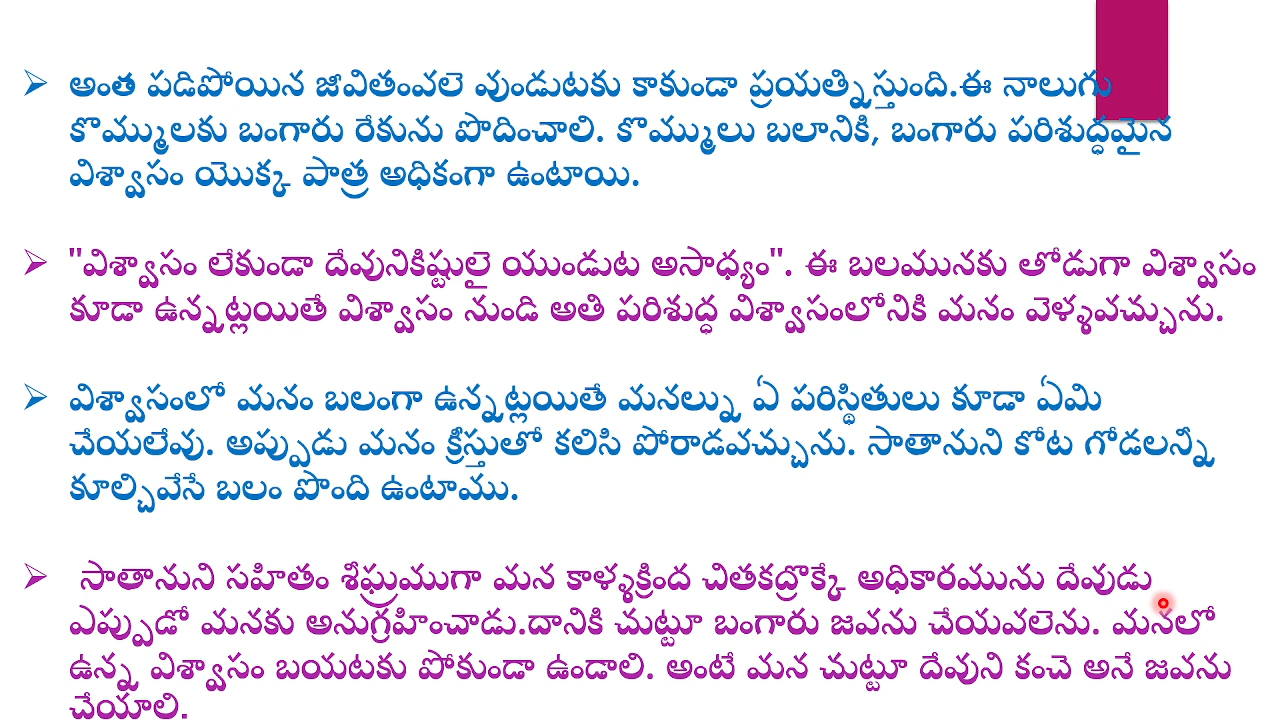 ➢ అంత పడిపోయిన జీవితంవలె వుండుటకు కాకుండా ప్రయత్నిస్తుంది.ఈ నాలుగు
కొమ్ములకు బంగారు రేకును పొదించాలి. కొమ్ములు బలానికి, బంగారు పరిశుద్ధమైన
విశ్వాసం యొక్క పాత్ర అధికంగా ఉంటాయి.
➢ "విశ్వాసం లేకుండా దేవునికిష్టులై యుండుట అసాధ్యం". ఈ బలమునకు తోడుగా విశ్వాసం
కూడా ఉన్నట్లయితే విశ్వాసం నుండి అతి పరిశుద్ధ విశ్వాసంలోనికి మనం వెళ్ళవచ్చును.
➢ విశ్వాసంలో మనం బలంగా ఉన్నట్లయితే మనల్ను ఏ పరిస్థితులు కూడా ఏమి
చేయలేవు. అప్పుడు మనం క్రీస్తుతో కలిసి పోరాడవచ్చును. సాతానుని కోట గోడలన్నీ
కూల్చివేసే బలం పొంది ఉంటాము.
➢ సాతానుని సహితం శీఘ్రముగా మన కాళ్ళక్రింద చితకద్రొక్కే అధికారమును దేవుడు
ఎప్పుడో మనకు అనుగ్రహించాడు.దానికి చుట్టూ బంగారు జవను చేయవలెను. మనలో
ఉన్న విశ్వాసం బయటకు పోకుండా ఉండాలి. అంటే మన చుట్టూ దేవుని కంచె అనే జవను
చేయాలి.